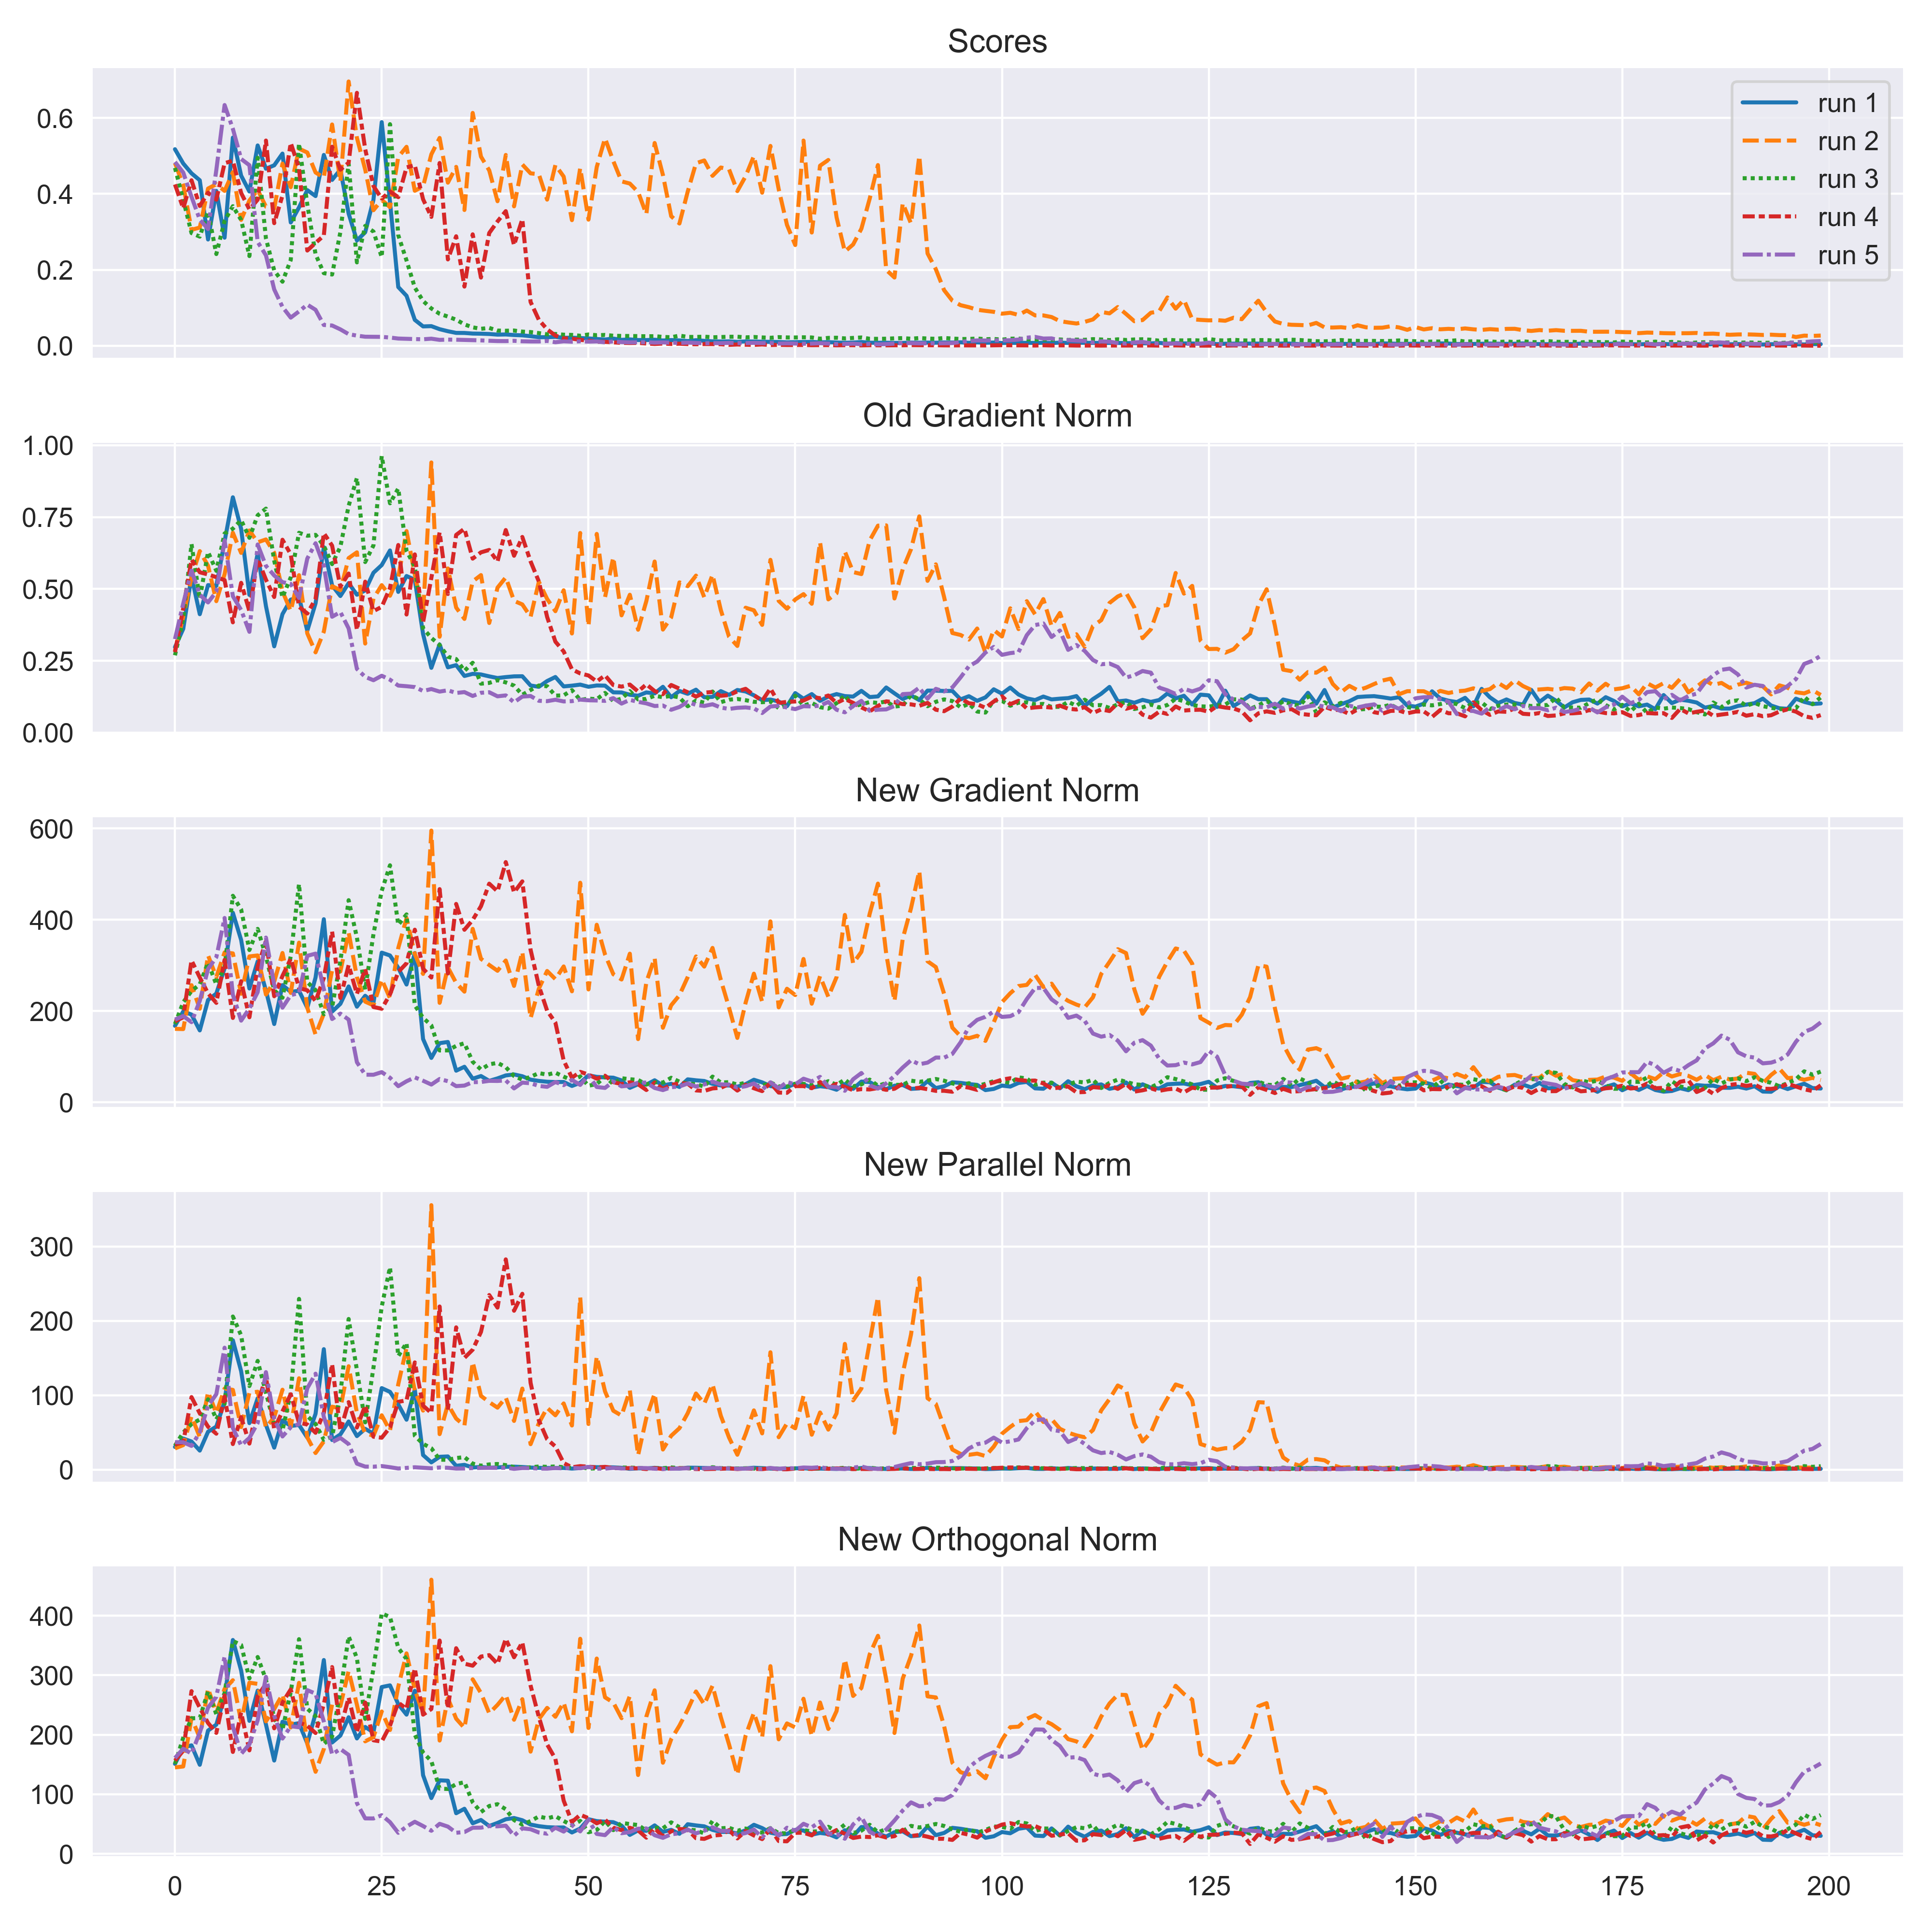 Scores
0.6
0.4
0.2
0.0
run 1
run 2
run 3
run 4
run 5
Old Gradient Norm
1.00
0.75
0.50
0.25
0.00
New Gradient Norm
600
400
200
0
New Parallel Norm
300
200
100
0
New Orthogonal Norm
400
300
200
100
0
0 25 50 75 100 125 150 175 200